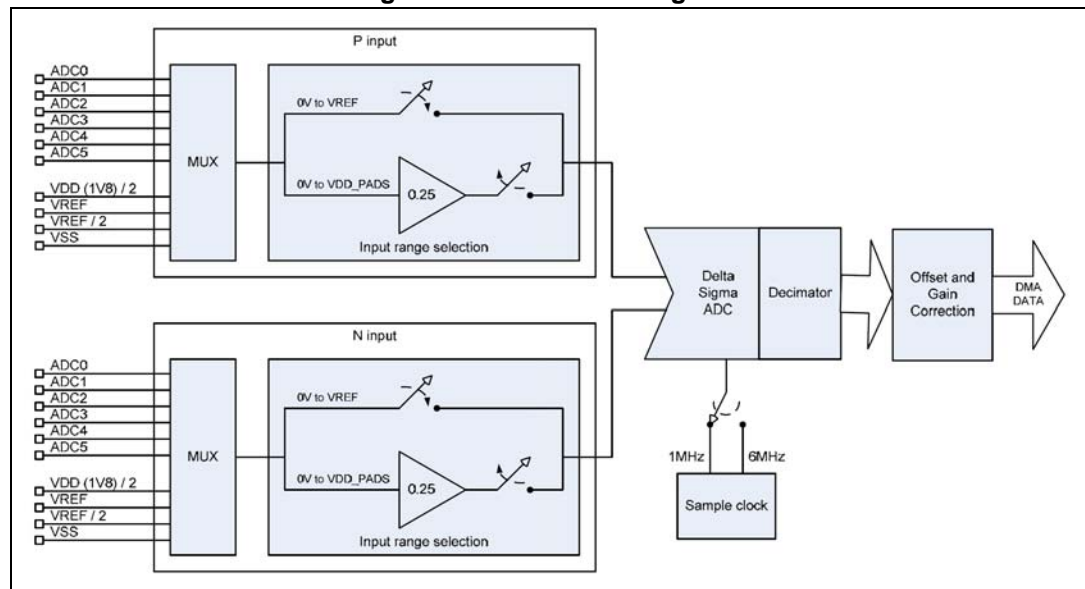 P input
ADC0
ADC1
ADC2
ADC3
ADC4
ADC5
VDD (1V8) / 2
VREF
VREF / 2
VSS
MUX
0V to VREF
0V to VDD_PADS
0.25
Input range selection
N input
ADC0
ADC1
ADC2
ADC3
ADC4
ADC5
VDD (1V8) / 2
VREF
VREF / 2
VSS
MUX
0V to VREF
0V to VDD_PADS
0.25
Input range selection
Delta
Sigma
ADC
Decimator
Offset and
Gain
Correction
DMA
DATA
1MHz
6MHz
Sample clock